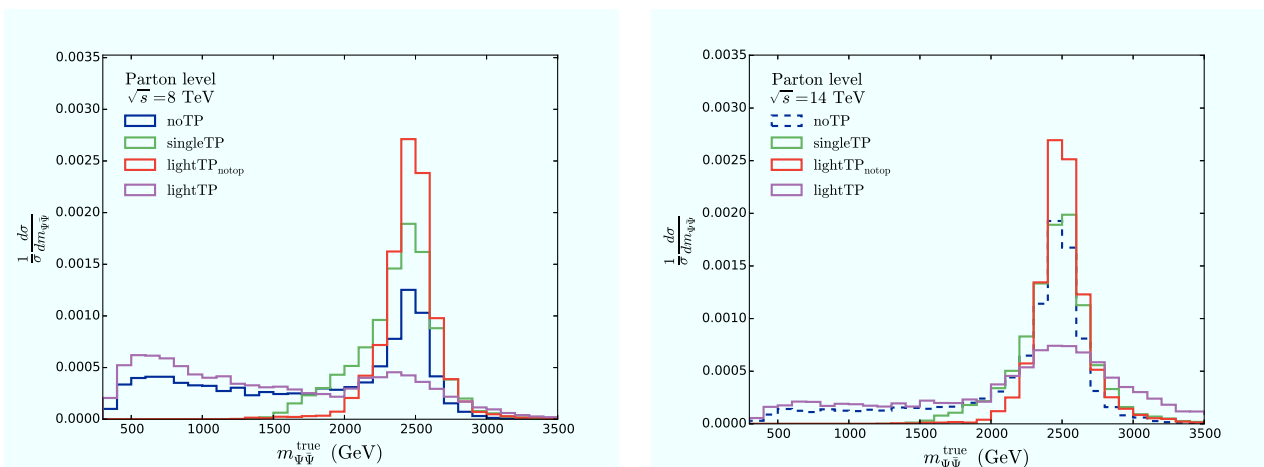 0.0035
0.0030
0.0025
0.0020
0.0015
0.0010
0.0005
0.0000
Parton level
√s =8 TeV
noTP
singleTP
lightTP_notop
lightTP
1/σ dσ/dm_ΨΨ̄
500 1000 1500 2000 2500 3000 3500
m^true_ΨΨ̄ (GeV)
0.0035
0.0030
0.0025
0.0020
0.0015
0.0010
0.0005
0.0000
Parton level
√s =14 TeV
noTP
singleTP
lightTP_notop
lightTP
1/σ dσ/dm_ΨΨ̄
500 1000 1500 2000 2500 3000 3500
m^true_ΨΨ̄ (GeV)